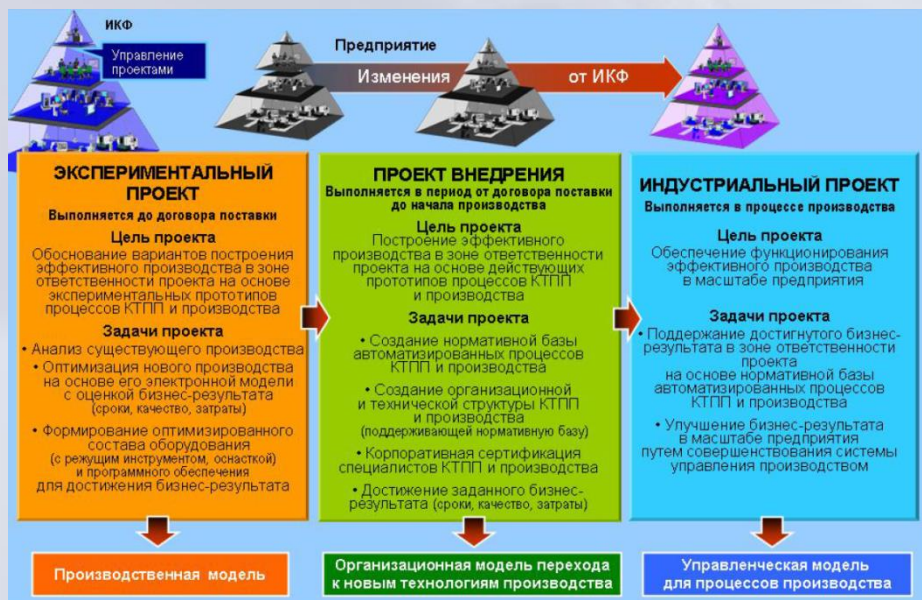 ИКФ
Управление
проектами
Предприятие
Изменения
от ИКФ
ЭКСПЕРИМЕНТАЛЬНЫЙ
ПРОЕКТ
Выполняется до договора поставки
Цель проекта
Обоснование вариантов построения
эффективного производства в зоне
ответственности проекта на основе
экспериментальных прототипов
процессов КТПП и производства
Задачи проекта
• Анализ существующего производства
• Оптимизация нового производства
на основе его электронной модели
с оценкой бизнес-результата
(сроки, качество, затраты)
• Формирование оптимизированного
состава оборудования
(с режущим инструментом, оснасткой)
и программного обеспечения
для достижения бизнес-результата
Производственная модель
ПРОЕКТ ВНЕДРЕНИЯ
Выполняется в период от договора поставки
до начала производства
Цель проекта
Построение эффективного
производства в зоне ответственности
проекта на основе действующих
прототипов процессов КТПП
и производства
Задачи проекта
• Создание нормативной базы
автоматизированных процессов
КТПП и производства
• Создание организационной
и технической структуры КТПП
и производства
(поддерживающей нормативную базу)
• Корпоративная сертификация
специалистов КТПП и производства
• Достижение заданного бизнес-
результата (сроки, качество, затраты)
Организационная модель перехода
к новым технологиям производства
ИНДУСТРИАЛЬНЫЙ ПРОЕКТ
Выполняется в процессе производства
Цель проекта
Обеспечение функционирования
эффективного производства
в масштабе предприятия
Задачи проекта
• Поддержание достигнутого бизнес-
результата в зоне ответственности
проекта
на основе нормативной базы
автоматизированных процессов
КТПП и производства
• Улучшение бизнес-результата
в масштабе предприятия
путем совершенствования системы
управления производством
Управленческая модель
для процессов производства